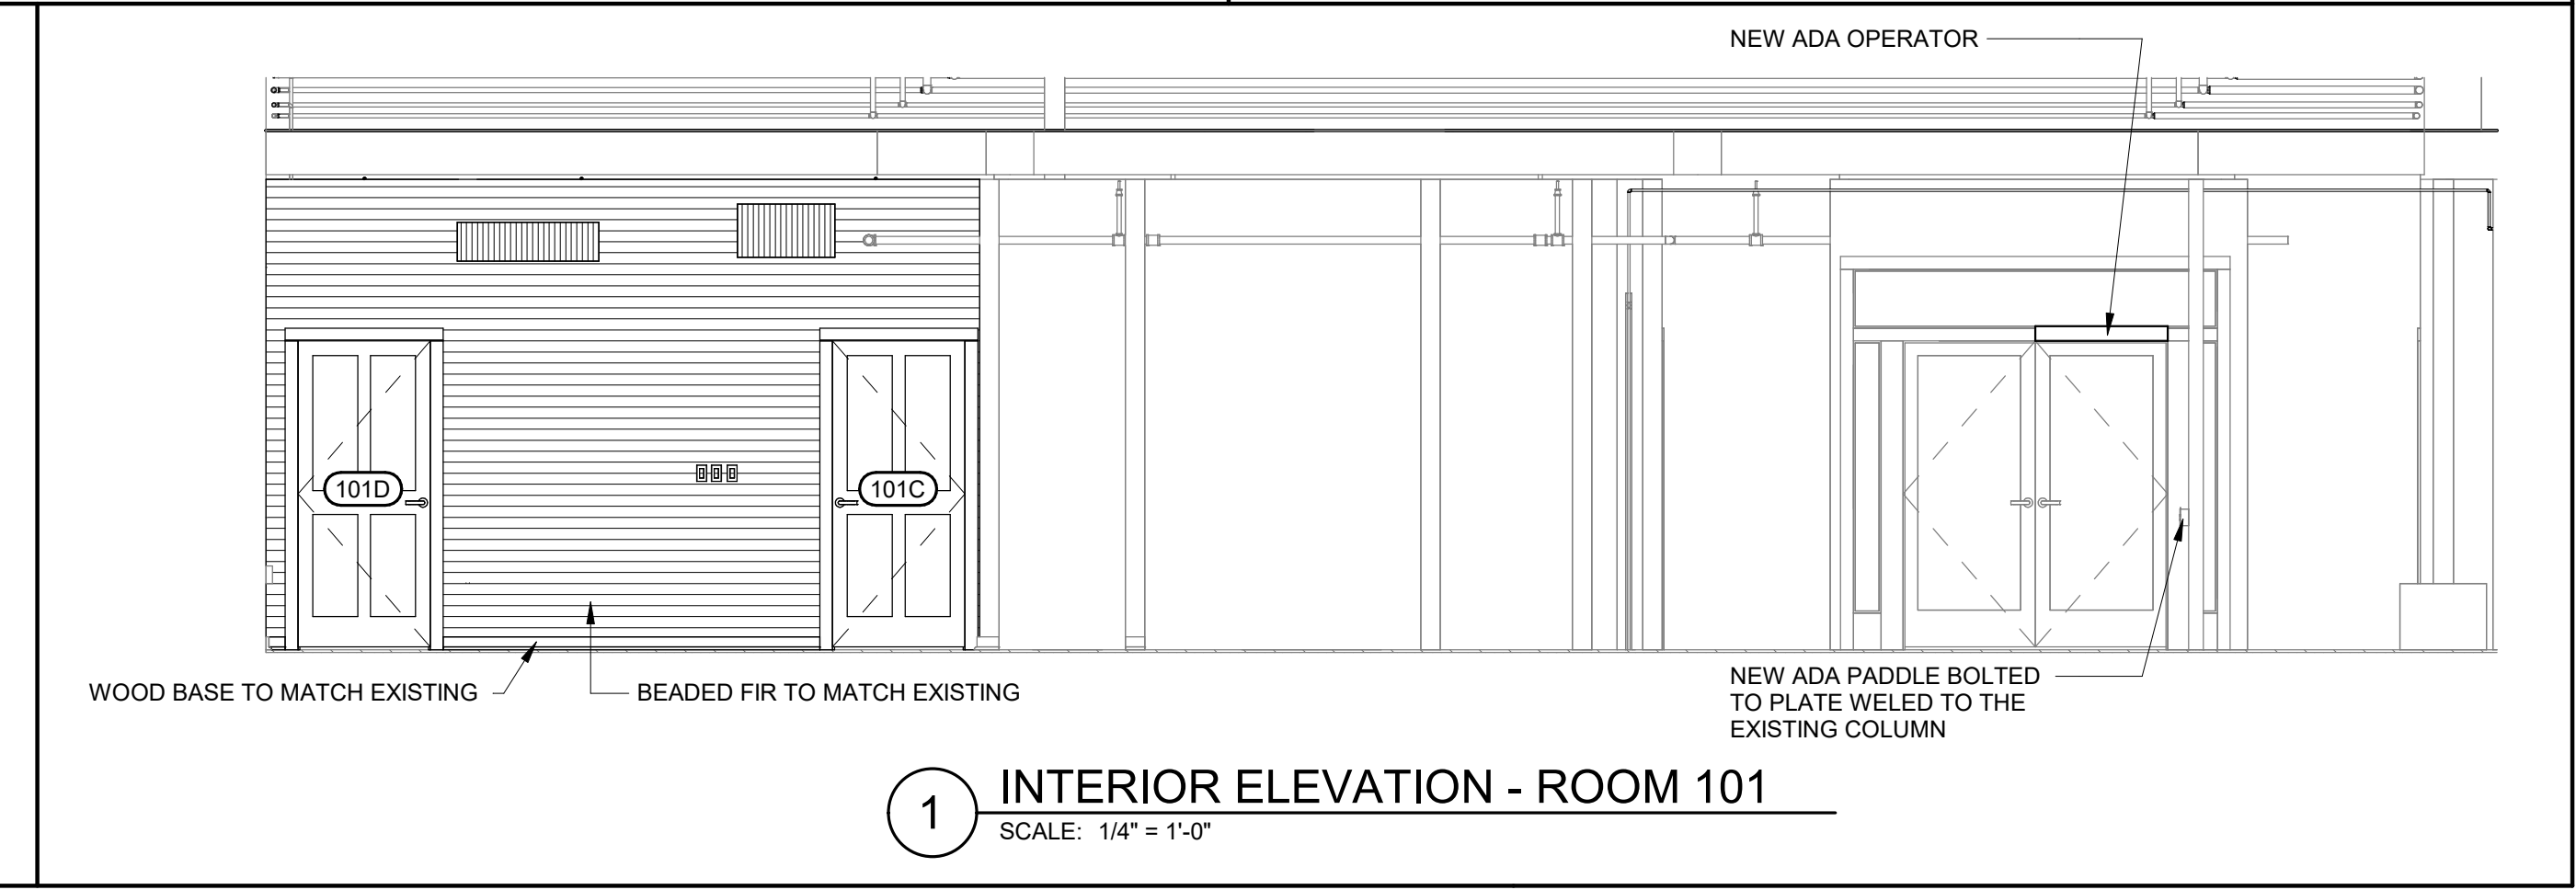 NEW ADA OPERATOR
101D
101C
WOOD BASE TO MATCH EXISTING
BEADED FIR TO MATCH EXISTING
NEW ADA PADDLE BOLTED
TO PLATE WELED TO THE
EXISTING COLUMN
1
INTERIOR ELEVATION - ROOM 101
SCALE: 1/4" = 1'-0"